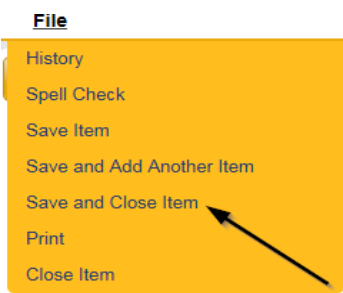 File
History
Spell Check
Save Item
Save and Add Another Item
Save and Close Item
Print
Close Item